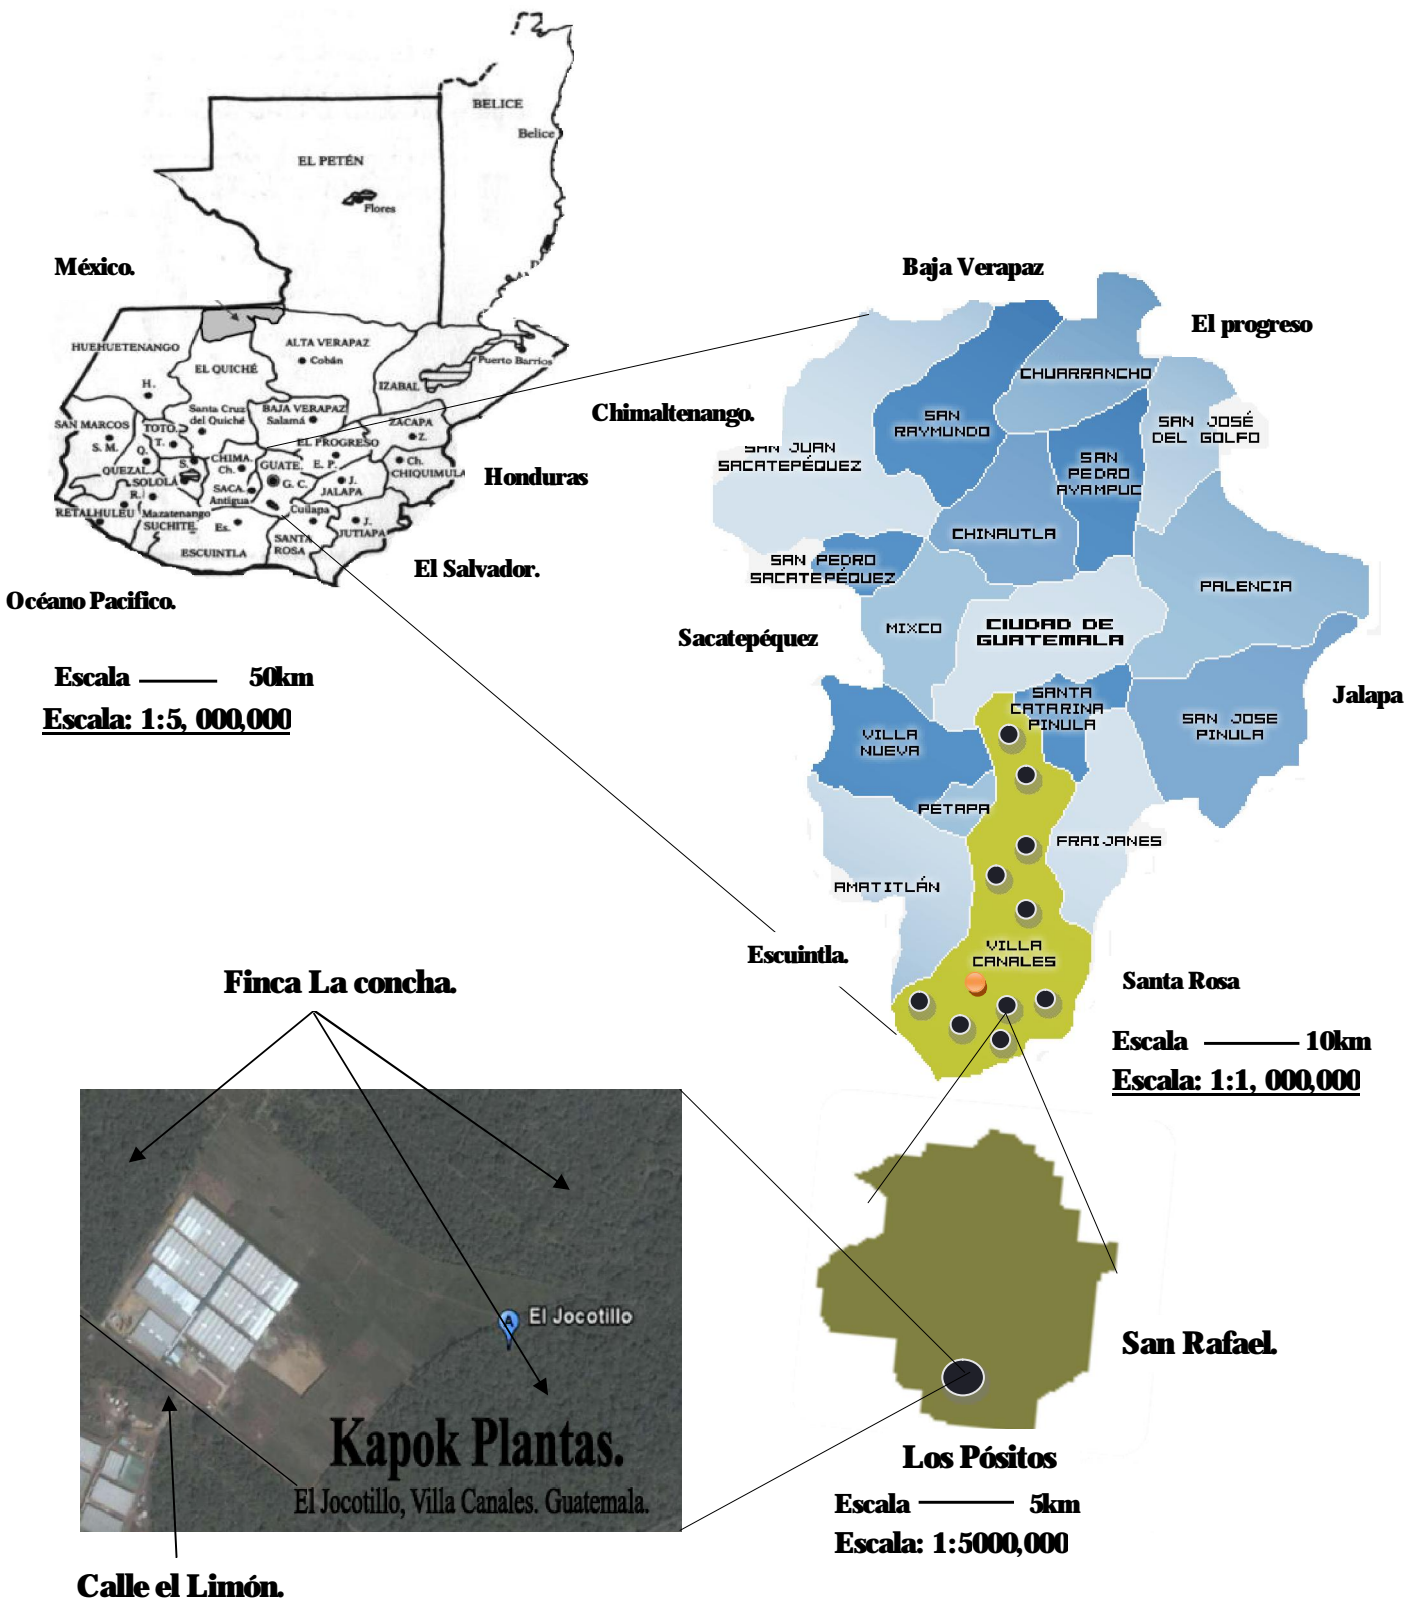 BELICE
Belice
EL PETÉN
Flores
México.
HUEHUETENANGO
ALTA VERAPAZ
Cobán
Puerto Barrios
EL QUICHÉ
IZABAL
H.
Santa Cruz
del Quiché
BAJA VERAPAZ
Salamá
ZACAPA
Z.
SAN MARCOS
S. M.
TOTO.
T.
EL PROGRESO
Q.
QUEZAL.
S.
CHIMA.
Ch.
GUATE.
E. P.
Ch.
CHIQUIMULA
SOLOLÁ
R.
SACA.
Antigua
G. C.
J.
JALAPA
RETALHULEU
Mazatenango
SUCHITE.
Es.
Cuilapa
J.
JUTIAPA
ESCUINTLA
SANTA
ROSA
Honduras
El Salvador.
Océano Pacifico.
Escala 50km
Escala: 1:5, 000,000
Baja Verapaz
El progreso
Chimaltenango.
CHUARRANCHO
SAN
RAYMUNDO
SAN JOSÉ
DEL GOLFO
SAN JUAN
SACATEPÉQUEZ
SAN
PEDRO
AYAMPUC
CHINAUTLA
SAN PEDRO
SACATEPÉQUEZ
PALENCIA
MIXCO
CIUDAD DE
GUATEMALA
Sacatepéquez
SANTA
CATARINA
PINULA
Jalapa
SAN JOSE
PINULA
VILLA
NUEVA
PETAPA
FRAIJANES
AMATITLÁN
VILLA
CANALES
Escuintla.
Santa Rosa
Escala 10km
Escala: 1:1, 000,000
Finca La concha.
A
El Jocotillo
Kapok Plantas.
El Jocotillo, Villa Canales. Guatemala.
Calle el Limón.
San Rafael.
Los Pósitos
Escala 5km
Escala: 1:5000,000